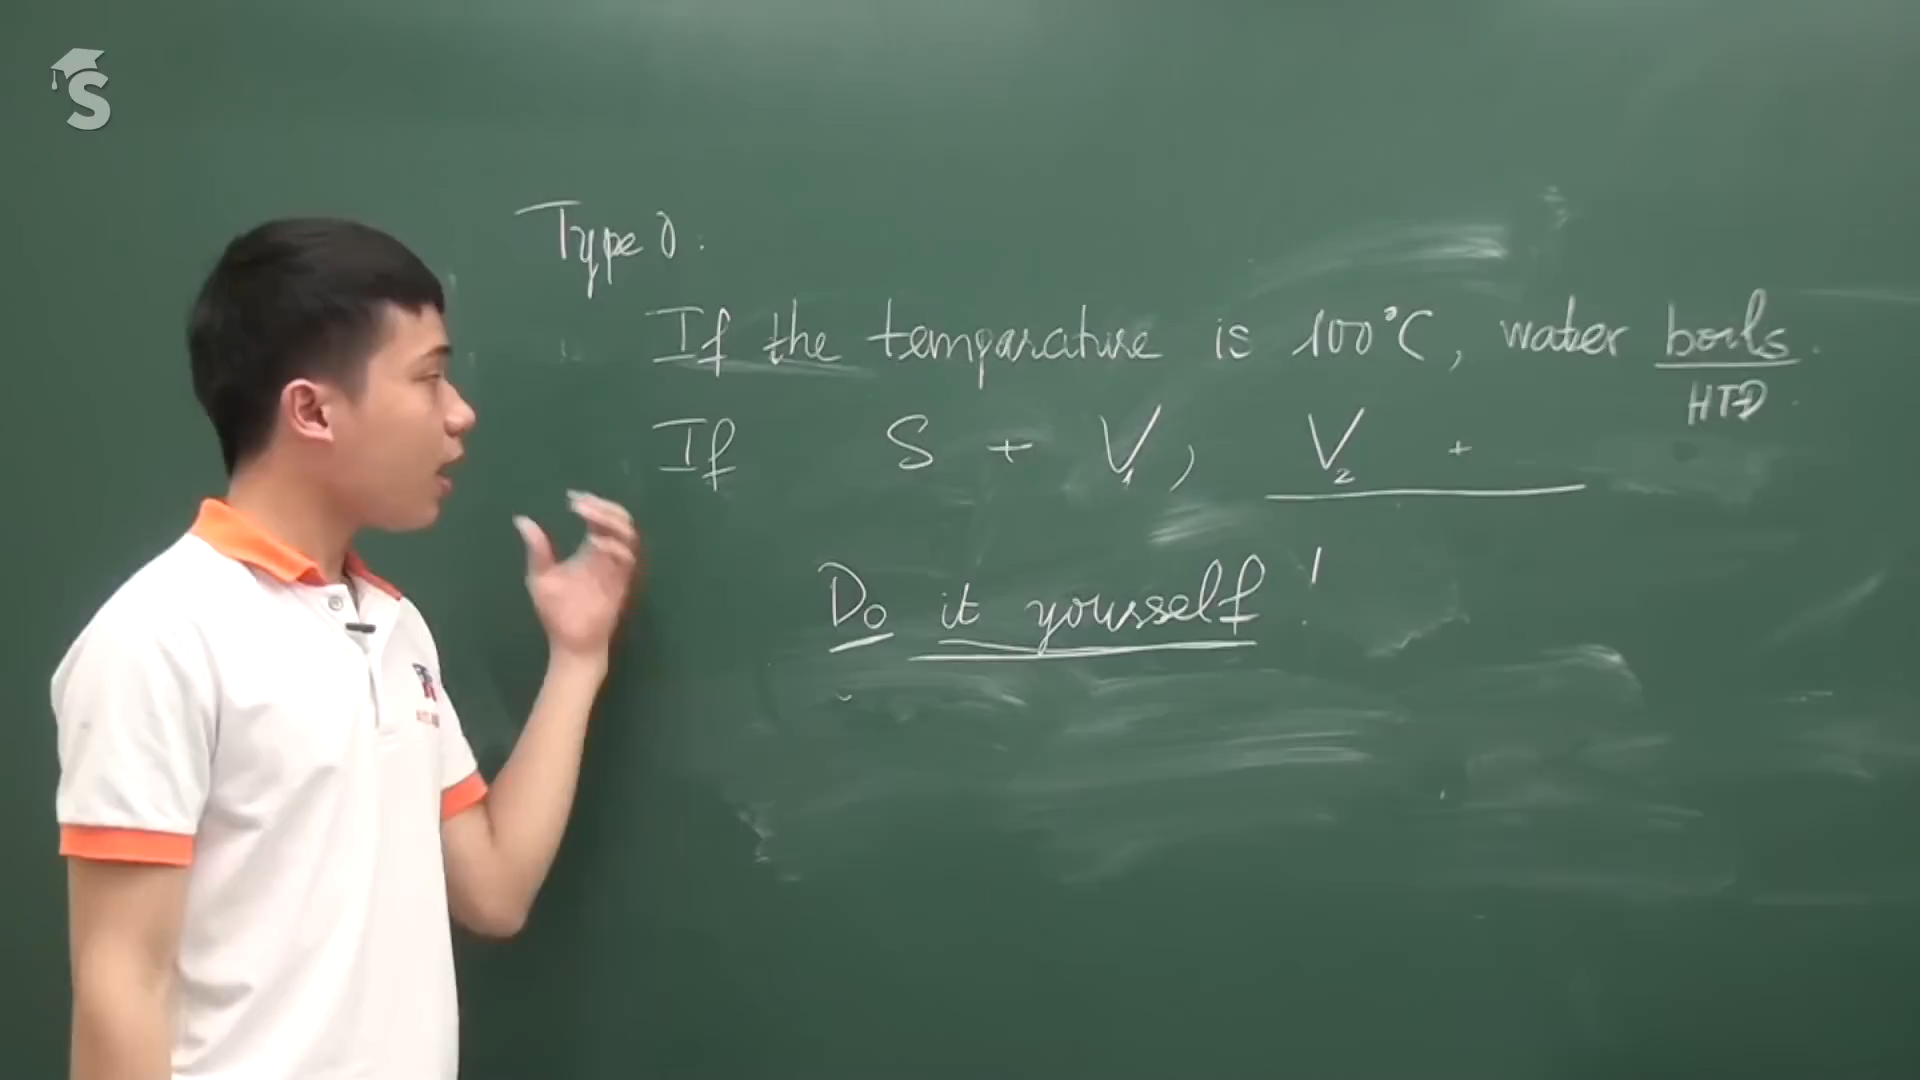 S
Type 0:
If the temparature is 100°C, water boils.
HTĐ
If S + V1, V2 +
Do it yourself!